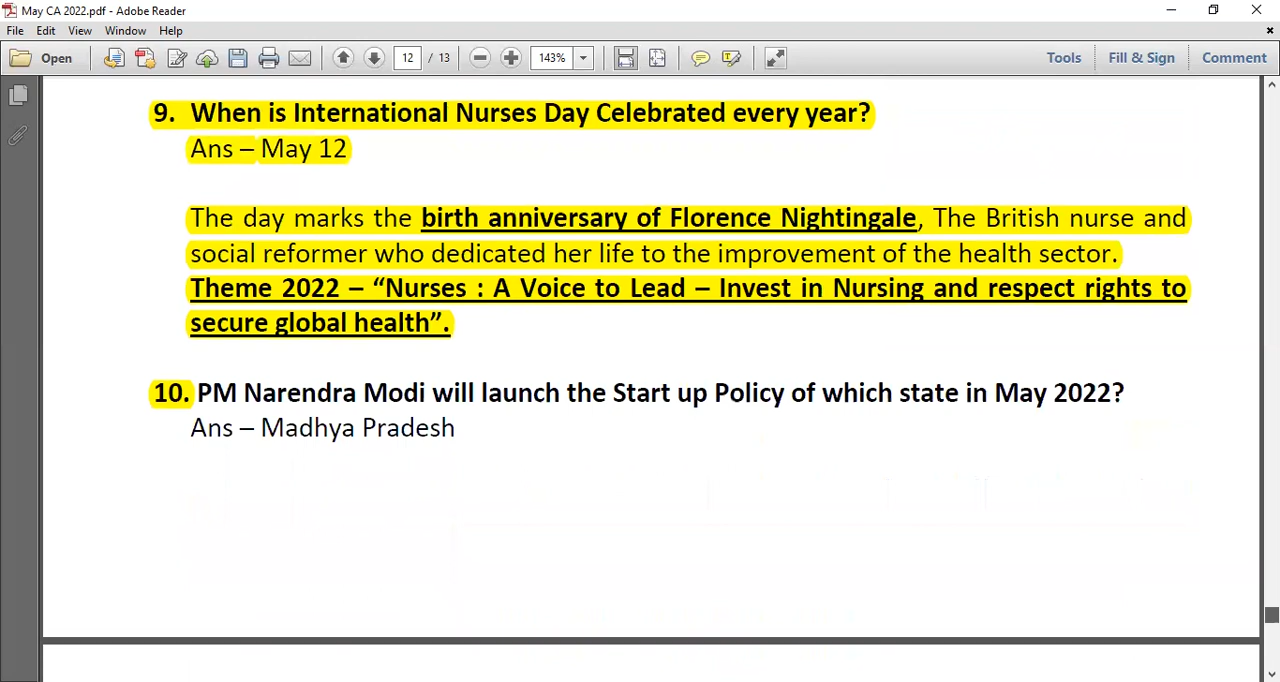 May CA 2022.pdf - Adobe Reader
File Edit View Window Help
Open 12 / 13 143% Tools Fill & Sign Comment
9. When is International Nurses Day Celebrated every year?
Ans – May 12
The day marks the birth anniversary of Florence Nightingale, The British nurse and
social reformer who dedicated her life to the improvement of the health sector.
Theme 2022 – “Nurses : A Voice to Lead – Invest in Nursing and respect rights to
secure global health”.
10. PM Narendra Modi will launch the Start up Policy of which state in May 2022?
Ans – Madhya Pradesh